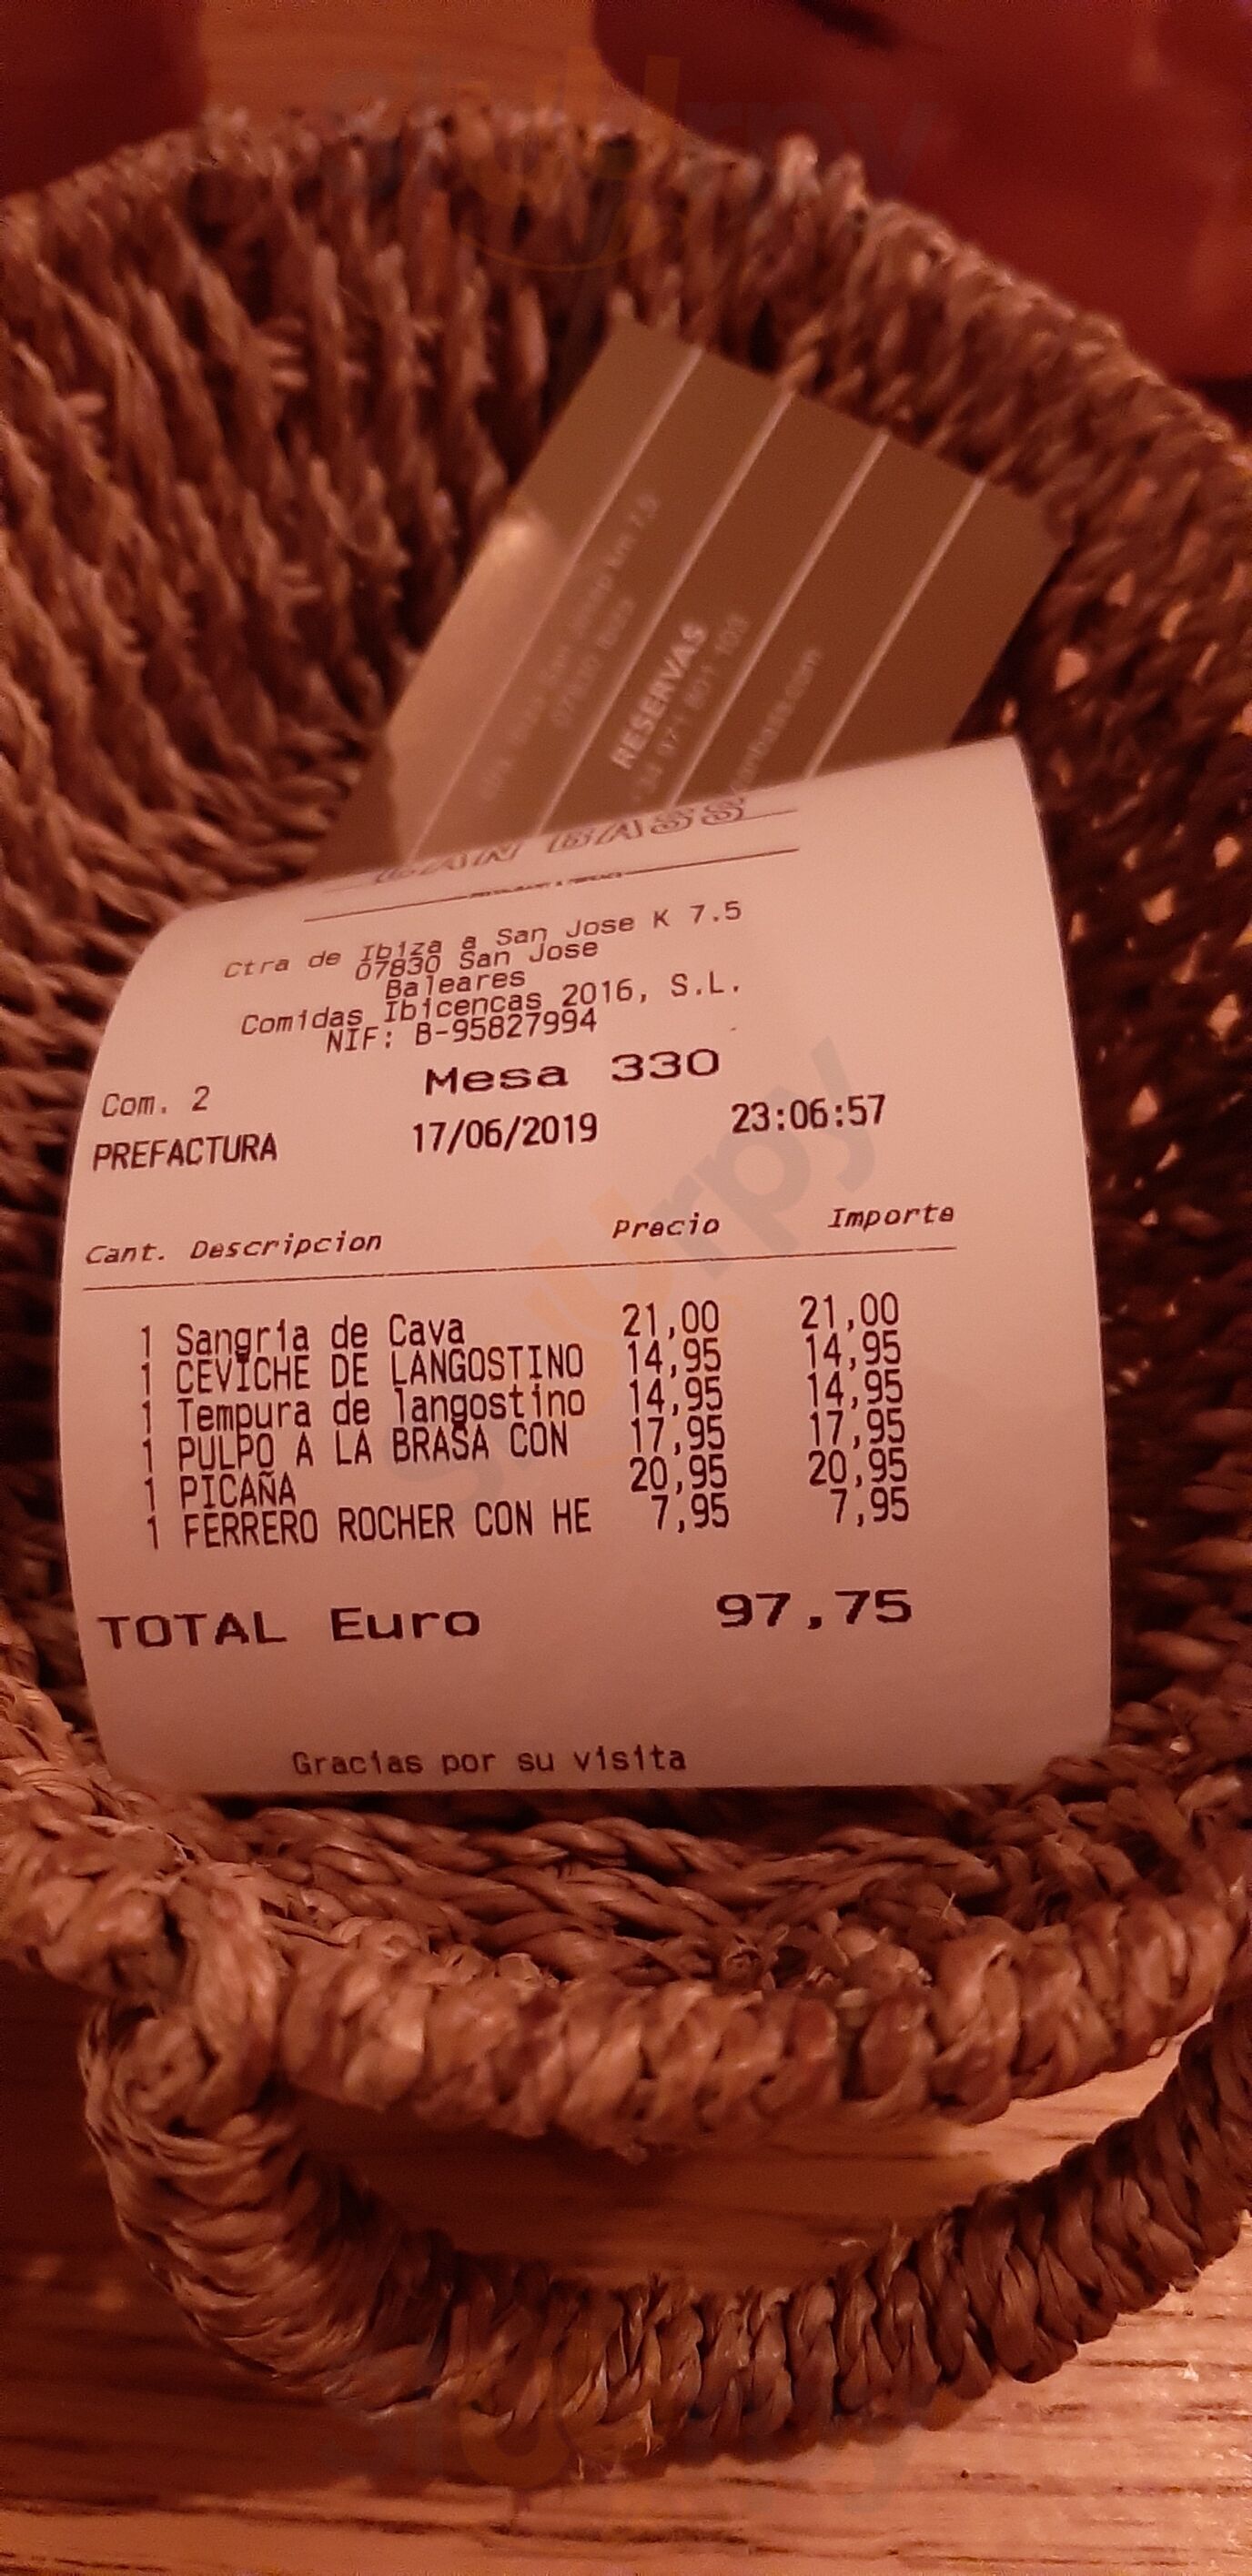 RESERVAS
CAN BASS
Ctra de Ibiza a San Jose K 7.5
07830 San Jose
Baleares
Comidas Ibicencas 2016, S.L.
NIF: B-95827994
Com. 2 Mesa 330
PREFACTURA 17/06/2019 23:06:57
Cant. Descripcion Precio Importe
1 Sangria de Cava 21,00 21,00
1 CEVICHE DE LANGOSTINO 14,95 14,95
1 Tempura de langostino 14,95 14,95
1 PULPO A LA BRASA CON 17,95 17,95
1 PICAÑA 20,95 20,95
1 FERRERO ROCHER CON HE 7,95 7,95
TOTAL Euro 97,75
Gracias por su visita
slurrpy